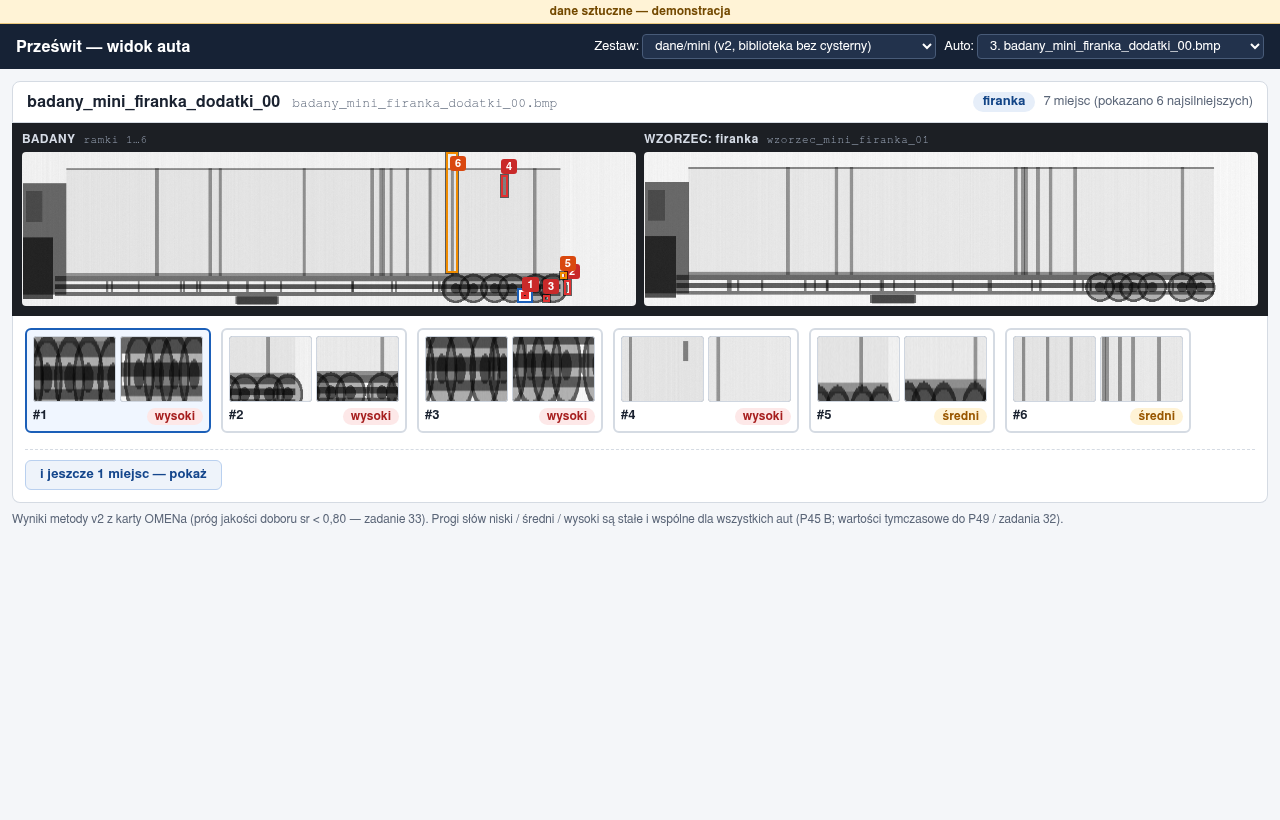 dane sztuczne — demonstracja
Prześwit — widok auta
Zestaw: dane/mini (v2, biblioteka bez cysterny)
Auto: 3. badany_mini_firanka_dodatki_00.bmp
badany_mini_firanka_dodatki_00 badany_mini_firanka_dodatki_00.bmp
firanka 7 miejsc (pokazano 6 najsilniejszych)
BADANY ramki 1…6
WZORZEC: firanka wzorzec_mini_firanka_01
6
4
5
2
1
3
#1 wysoki
#2 wysoki
#3 wysoki
#4 wysoki
#5 średni
#6 średni
i jeszcze 1 miejsc — pokaż
Wyniki metody v2 z karty OMENa (próg jakości doboru sr < 0,80 — zadanie 33). Progi słów niski / średni / wysoki są stałe i wspólne dla wszystkich aut (P45 B; wartości tymczasowe do P49 / zadania 32).